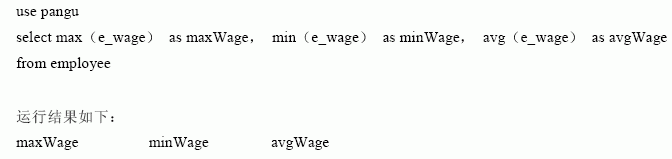 use pangu
select max（e_wage） as maxWage， min（e_wage） as minWage， avg（e_wage） as avgWage
from employee
运行结果如下：
maxWage minWage avgWage